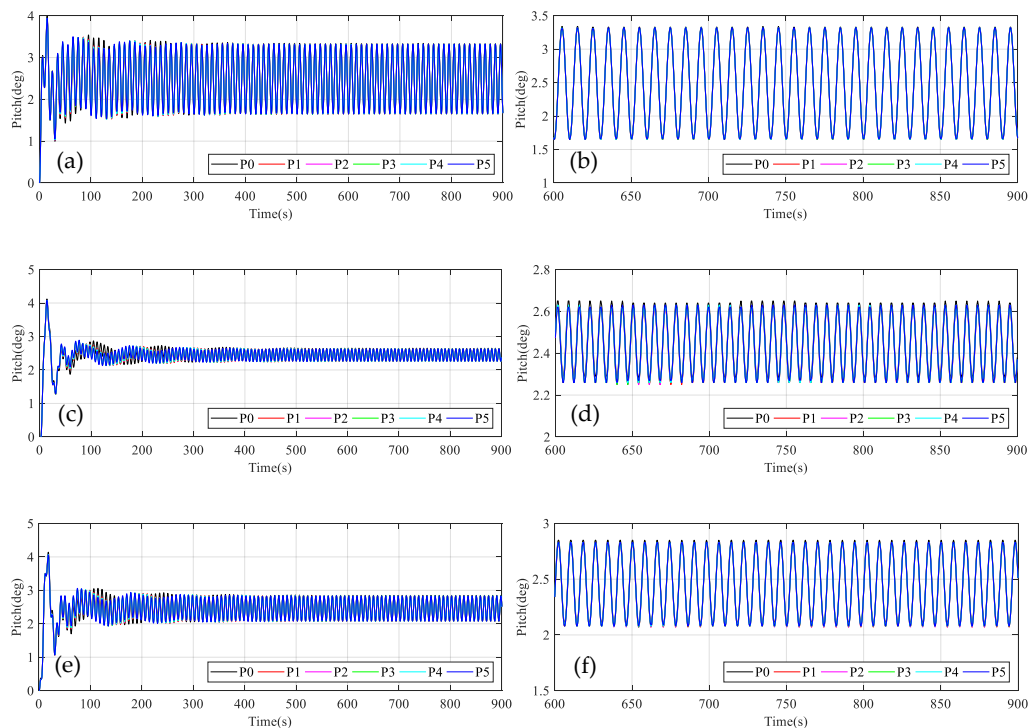 4
3
2
1
0
Pitch(deg)
(a)
P0 P1 P2 P3 P4 P5
0 100 200 300 400 500 600 700 800 900
Time(s)
3.5
3
2.5
2
1.5
1
Pitch(deg)
(b)
P0 P1 P2 P3 P4 P5
600 650 700 750 800 850 900
Time(s)
5
4
3
2
1
0
Pitch(deg)
(c)
P0 P1 P2 P3 P4 P5
0 100 200 300 400 500 600 700 800 900
Time(s)
2.8
2.6
2.4
2.2
2
Pitch(deg)
(d)
P0 P1 P2 P3 P4 P5
600 650 700 750 800 850 900
Time(s)
5
4
3
2
1
0
Pitch(deg)
(e)
P0 P1 P2 P3 P4 P5
0 100 200 300 400 500 600 700 800 900
Time(s)
3
2.5
2
1.5
Pitch(deg)
(f)
P0 P1 P2 P3 P4 P5
600 650 700 750 800 850 900
Time(s)